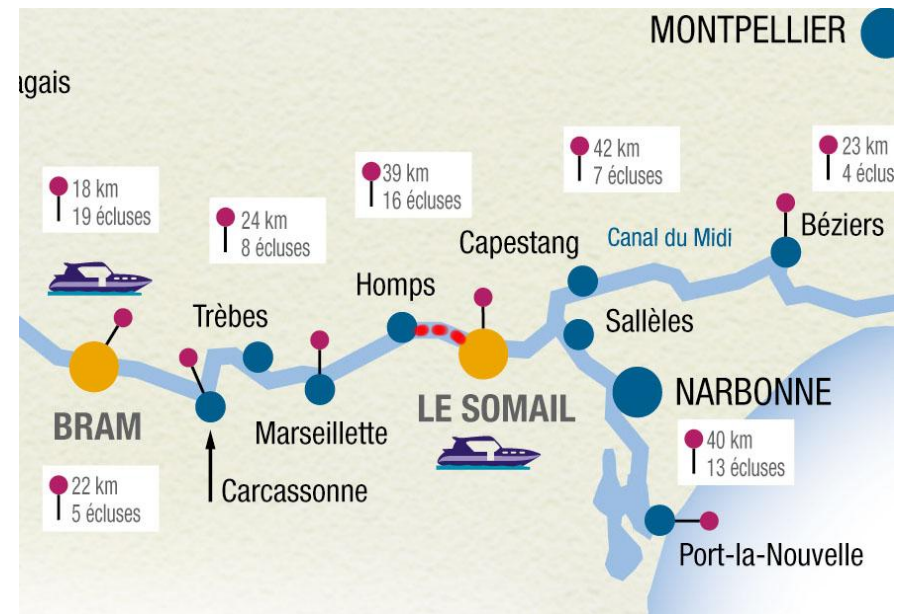 MONTPELLIER
agais
42 km
7 écluses
23 km
4 éclus
39 km
16 écluses
18 km
19 écluses
24 km
8 écluses
Capestang
Canal du Midi
Béziers
Homps
Trèbes
Sallèles
BRAM
LE SOMAIL
NARBONNE
Marseillette
40 km
13 écluses
22 km
5 écluses
Carcassonne
Port-la-Nouvelle